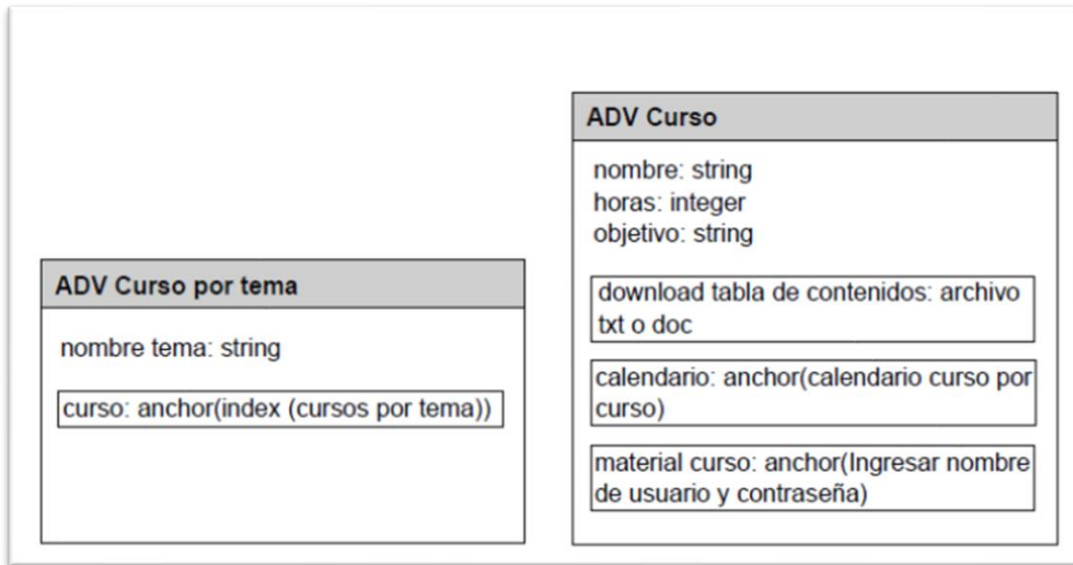 ADV Curso por tema
nombre tema: string
curso: anchor(index (cursos por tema))
ADV Curso
nombre: string
horas: integer
objetivo: string
download tabla de contenidos: archivo
txt o doc
calendario: anchor(calendario curso por
curso)
material curso: anchor(Ingresar nombre
de usuario y contraseña)